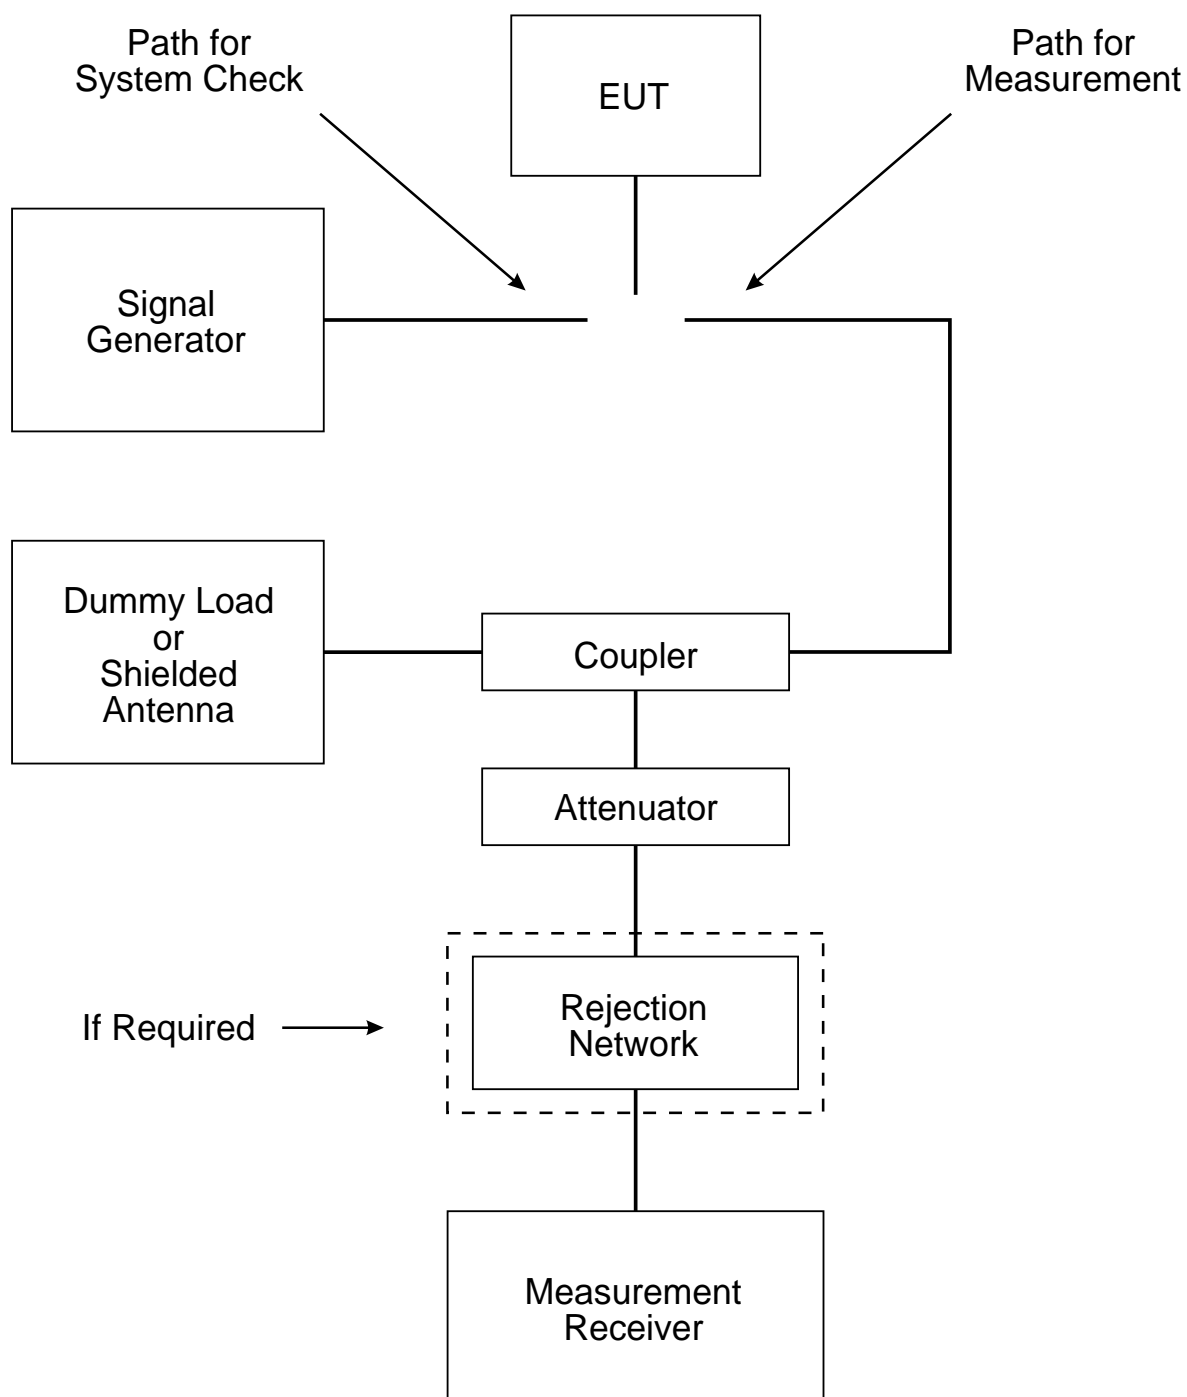 Path for
System Check
EUT
Path for
Measurement
Signal
Generator
Dummy Load
or
Shielded
Antenna
Coupler
Attenuator
If Required
Rejection
Network
Measurement
Receiver